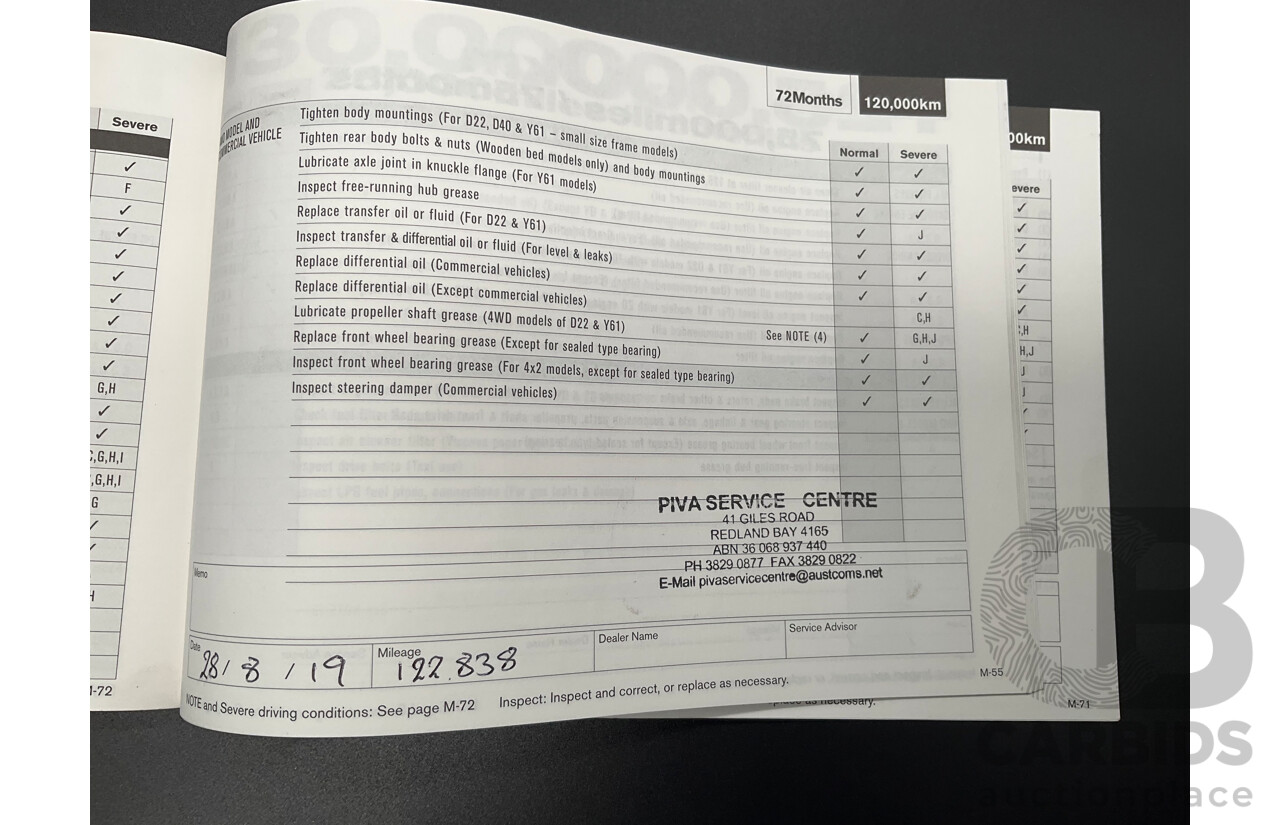 72Months
120,000km
Severe
F
G,H
G,H,I
G,H,I
G
M-72
MODEL AND
COMMERCIAL VEHICLE
Normal
Severe
Tighten body mountings (For D22, D40 & Y61 – small size frame models)
Tighten rear body bolts & nuts (Wooden bed models only) and body mountings
Lubricate axle joint in knuckle flange (For Y61 models)
Inspect free-running hub grease
Replace transfer oil or fluid (For D22 & Y61)
Inspect transfer & differential oil or fluid (For level & leaks)
Replace differential oil (Commercial vehicles)
Replace differential oil (Except commercial vehicles)
Lubricate propeller shaft grease (4WD models of D22 & Y61)
Replace front wheel bearing grease (Except for sealed type bearing)
See NOTE (4)
Inspect front wheel bearing grease (For 4x2 models, except for sealed type bearing)
Inspect steering damper (Commercial vehicles)
✓ ✓
✓ ✓
✓ ✓
✓ J
✓ ✓
✓ ✓
✓ ✓
C,H
✓ G,H,J
✓ J
✓ ✓
✓ ✓
PIVA SERVICE CENTRE
41 GILES ROAD
REDLAND BAY 4165
ABN 36 068 937 440
PH 3829 0877 FAX 3829 0822
E-Mail pivaservicecentre@austcoms.net
Memo
Date
28/ 8 / 19
Mileage
122.838
Dealer Name
Service Advisor
NOTE and Severe driving conditions: See page M-72
Inspect: Inspect and correct, or replace as necessary.
M-55
00km
evere
,H
H,J
J
J
place as necessary.
M-71
CB
CARBIDS
auctionplace